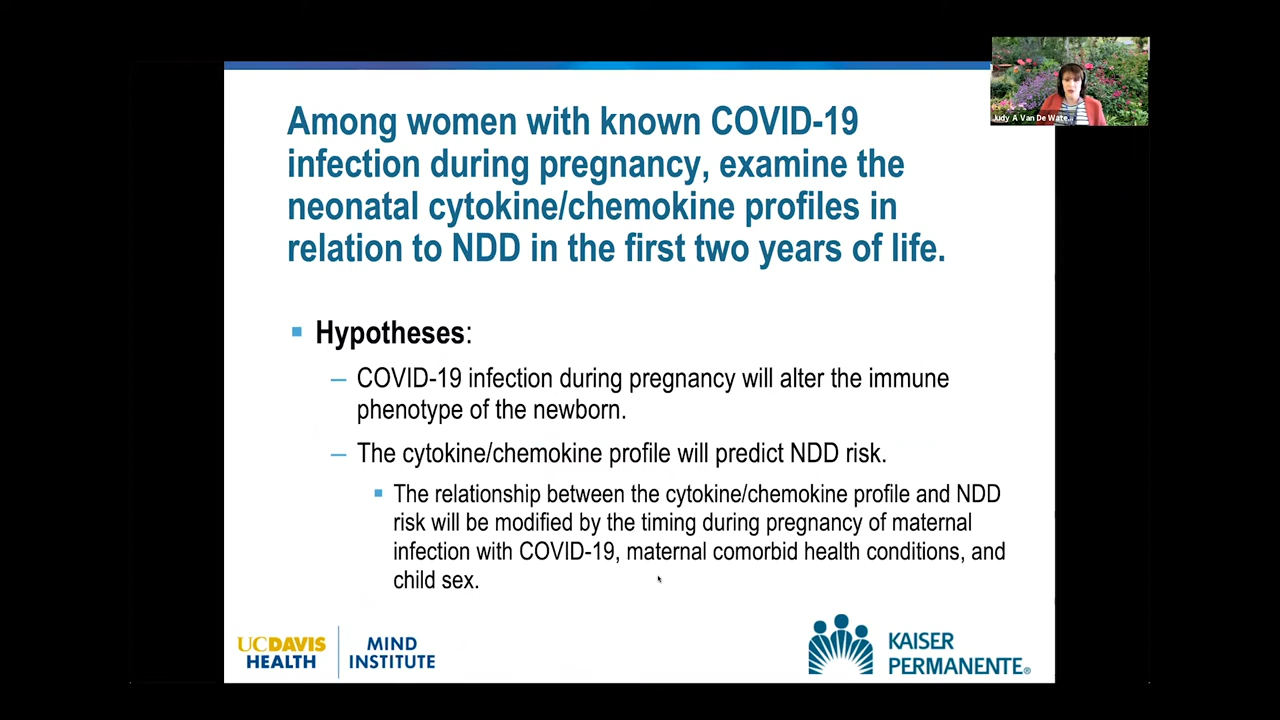 Judy A Van De Wate...
Among women with known COVID-19
infection during pregnancy, examine the
neonatal cytokine/chemokine profiles in
relation to NDD in the first two years of life.
Hypotheses:
COVID-19 infection during pregnancy will alter the immune
phenotype of the newborn.
The cytokine/chemokine profile will predict NDD risk.
The relationship between the cytokine/chemokine profile and NDD
risk will be modified by the timing during pregnancy of maternal
infection with COVID-19, maternal comorbid health conditions, and
child sex.
UCDAVIS
HEALTH
MIND
INSTITUTE
KAISER
PERMANENTE®